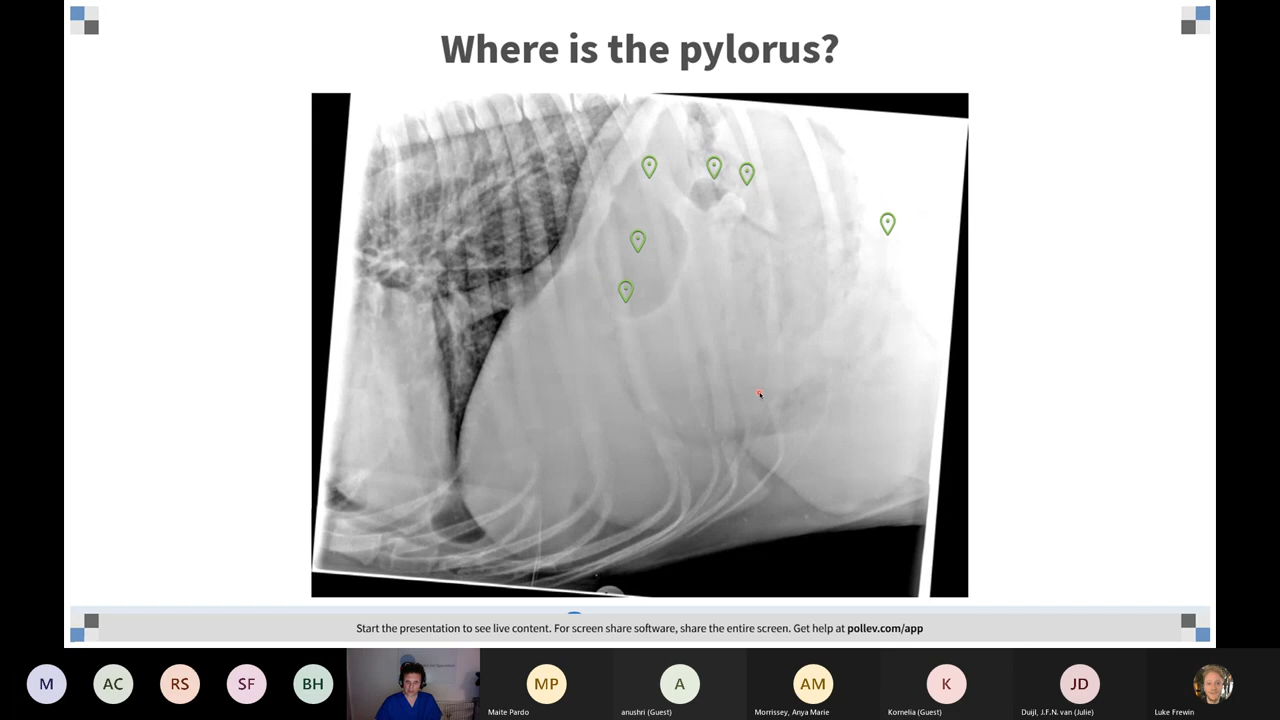 Where is the pylorus?
Start the presentation to see live content. For screen share software, share the entire screen. Get help at pollev.com/app
M
AC
RS
SF
BH
MP
A
AM
K
JD
Maite Pardo
anushri (Guest)
Morrissey, Anya Marie
Kornelia (Guest)
Duijl, J.F.N. van (Julie)
Luke Frewin